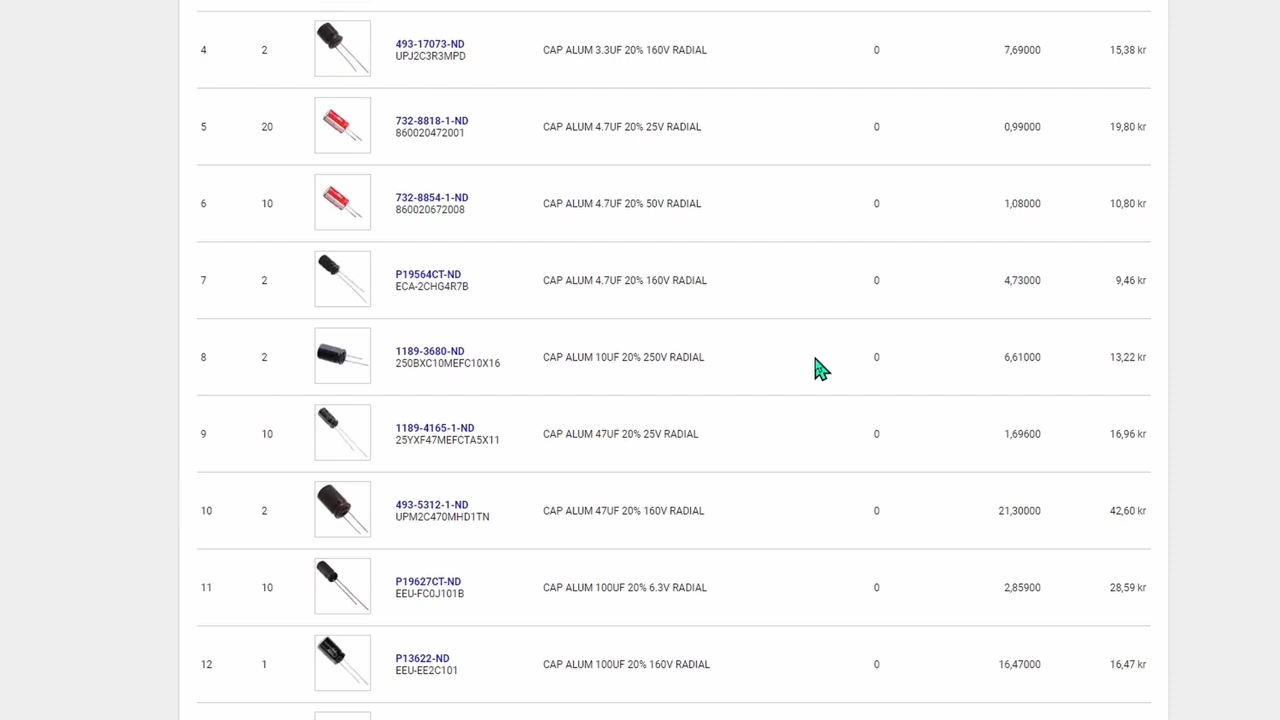 4 2 493-17073-ND CAP ALUM 3.3UF 20% 160V RADIAL 0 7,69000 15,38 kr
UPJ2C3R3MPD
5 20 732-8818-1-ND CAP ALUM 4.7UF 20% 25V RADIAL 0 0,99000 19,80 kr
860020472001
6 10 732-8854-1-ND CAP ALUM 4.7UF 20% 50V RADIAL 0 1,08000 10,80 kr
860020672008
7 2 P19564CT-ND CAP ALUM 4.7UF 20% 160V RADIAL 0 4,73000 9,46 kr
ECA-2CHG4R7B
8 2 1189-3680-ND CAP ALUM 10UF 20% 250V RADIAL 0 6,61000 13,22 kr
250BXC10MEFC10X16
9 10 1189-4165-1-ND CAP ALUM 47UF 20% 25V RADIAL 0 1,69600 16,96 kr
25YXF47MEFCTA5X11
10 2 493-5312-1-ND CAP ALUM 47UF 20% 160V RADIAL 0 21,30000 42,60 kr
UPM2C470MHD1TN
11 10 P19627CT-ND CAP ALUM 100UF 20% 6.3V RADIAL 0 2,85900 28,59 kr
EEU-FC0J101B
12 1 P13622-ND CAP ALUM 100UF 20% 160V RADIAL 0 16,47000 16,47 kr
EEU-EE2C101